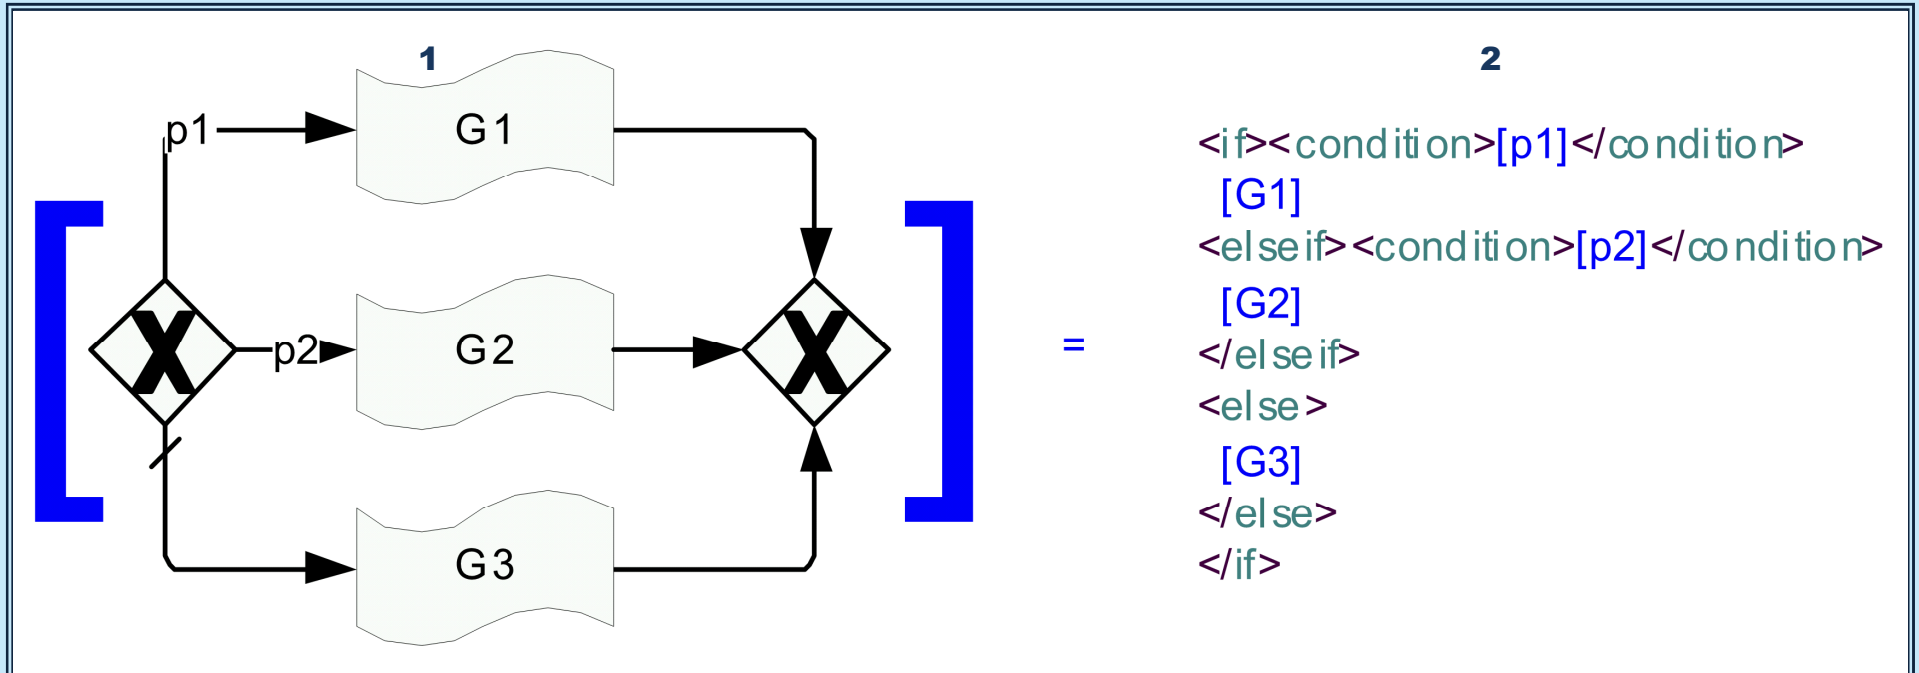 1
2
p1
G1
X
p2
G2
X
G3
=
<if><condition>[p1]</condition>
[G1]
<elseif><condition>[p2]</condition>
[G2]
</elseif>
<else>
[G3]
</else>
</if>